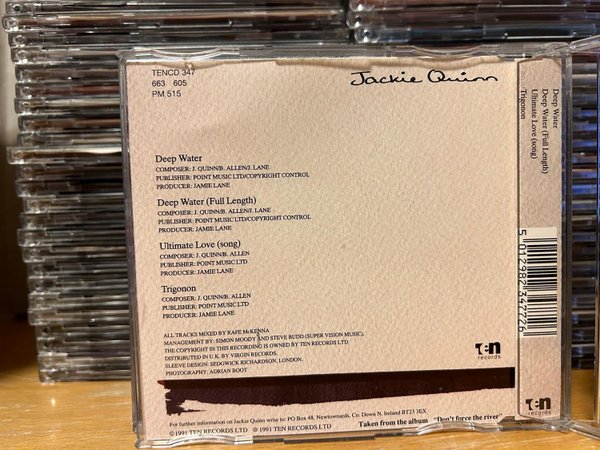 TENCD 347
663 605
PM 515
Jackie Quinn
Deep Water
COMPOSER: J. QUINN/B. ALLEN/J. LANE
PUBLISHER: POINT MUSIC LTD/COPYRIGHT CONTROL
PRODUCER: JAMIE LANE
Deep Water (Full Length)
COMPOSER: J. QUINN/B. ALLEN/J. LANE
PUBLISHER: POINT MUSIC LTD/COPYRIGHT CONTROL
PRODUCER: JAMIE LANE
Ultimate Love (song)
COMPOSER: J. QUINN/B. ALLEN
PUBLISHER: POINT MUSIC LTD
PRODUCER: JAMIE LANE
Trigonon
COMPOSER: J. QUINN/B. ALLEN
PUBLISHER: POINT MUSIC LTD
PRODUCER: JAMIE LANE
ALL TRACKS MIXED BY RAFE McKENNA
MANAGEMENT BY: SIMON MOODY AND STEVE BUDD (SUPER VISION MUSIC).
THE COPYRIGHT IN THIS RECORDING IS OWNED BY TEN RECORDS LTD.
DISTRIBUTED IN U.K. BY VIRGIN RECORDS.
SLEEVE DESIGN: SEDGWICK RICHARDSON, LONDON.
PHOTOGRAPHY: ADRIAN BOOT
For further information on Jackie Quinn write to: PO Box 48, Newtownards, Co: Down N. Ireland BT23 3EX
℗ 1991 TEN RECORDS LTD. © 1991 TEN RECORDS LTD.
Taken from the album "Don't force the river"
ten
records
Deep Water
Deep Water (Full Length)
Ultimate Love (song)
Trigonon
5 012982 347726
ten
records